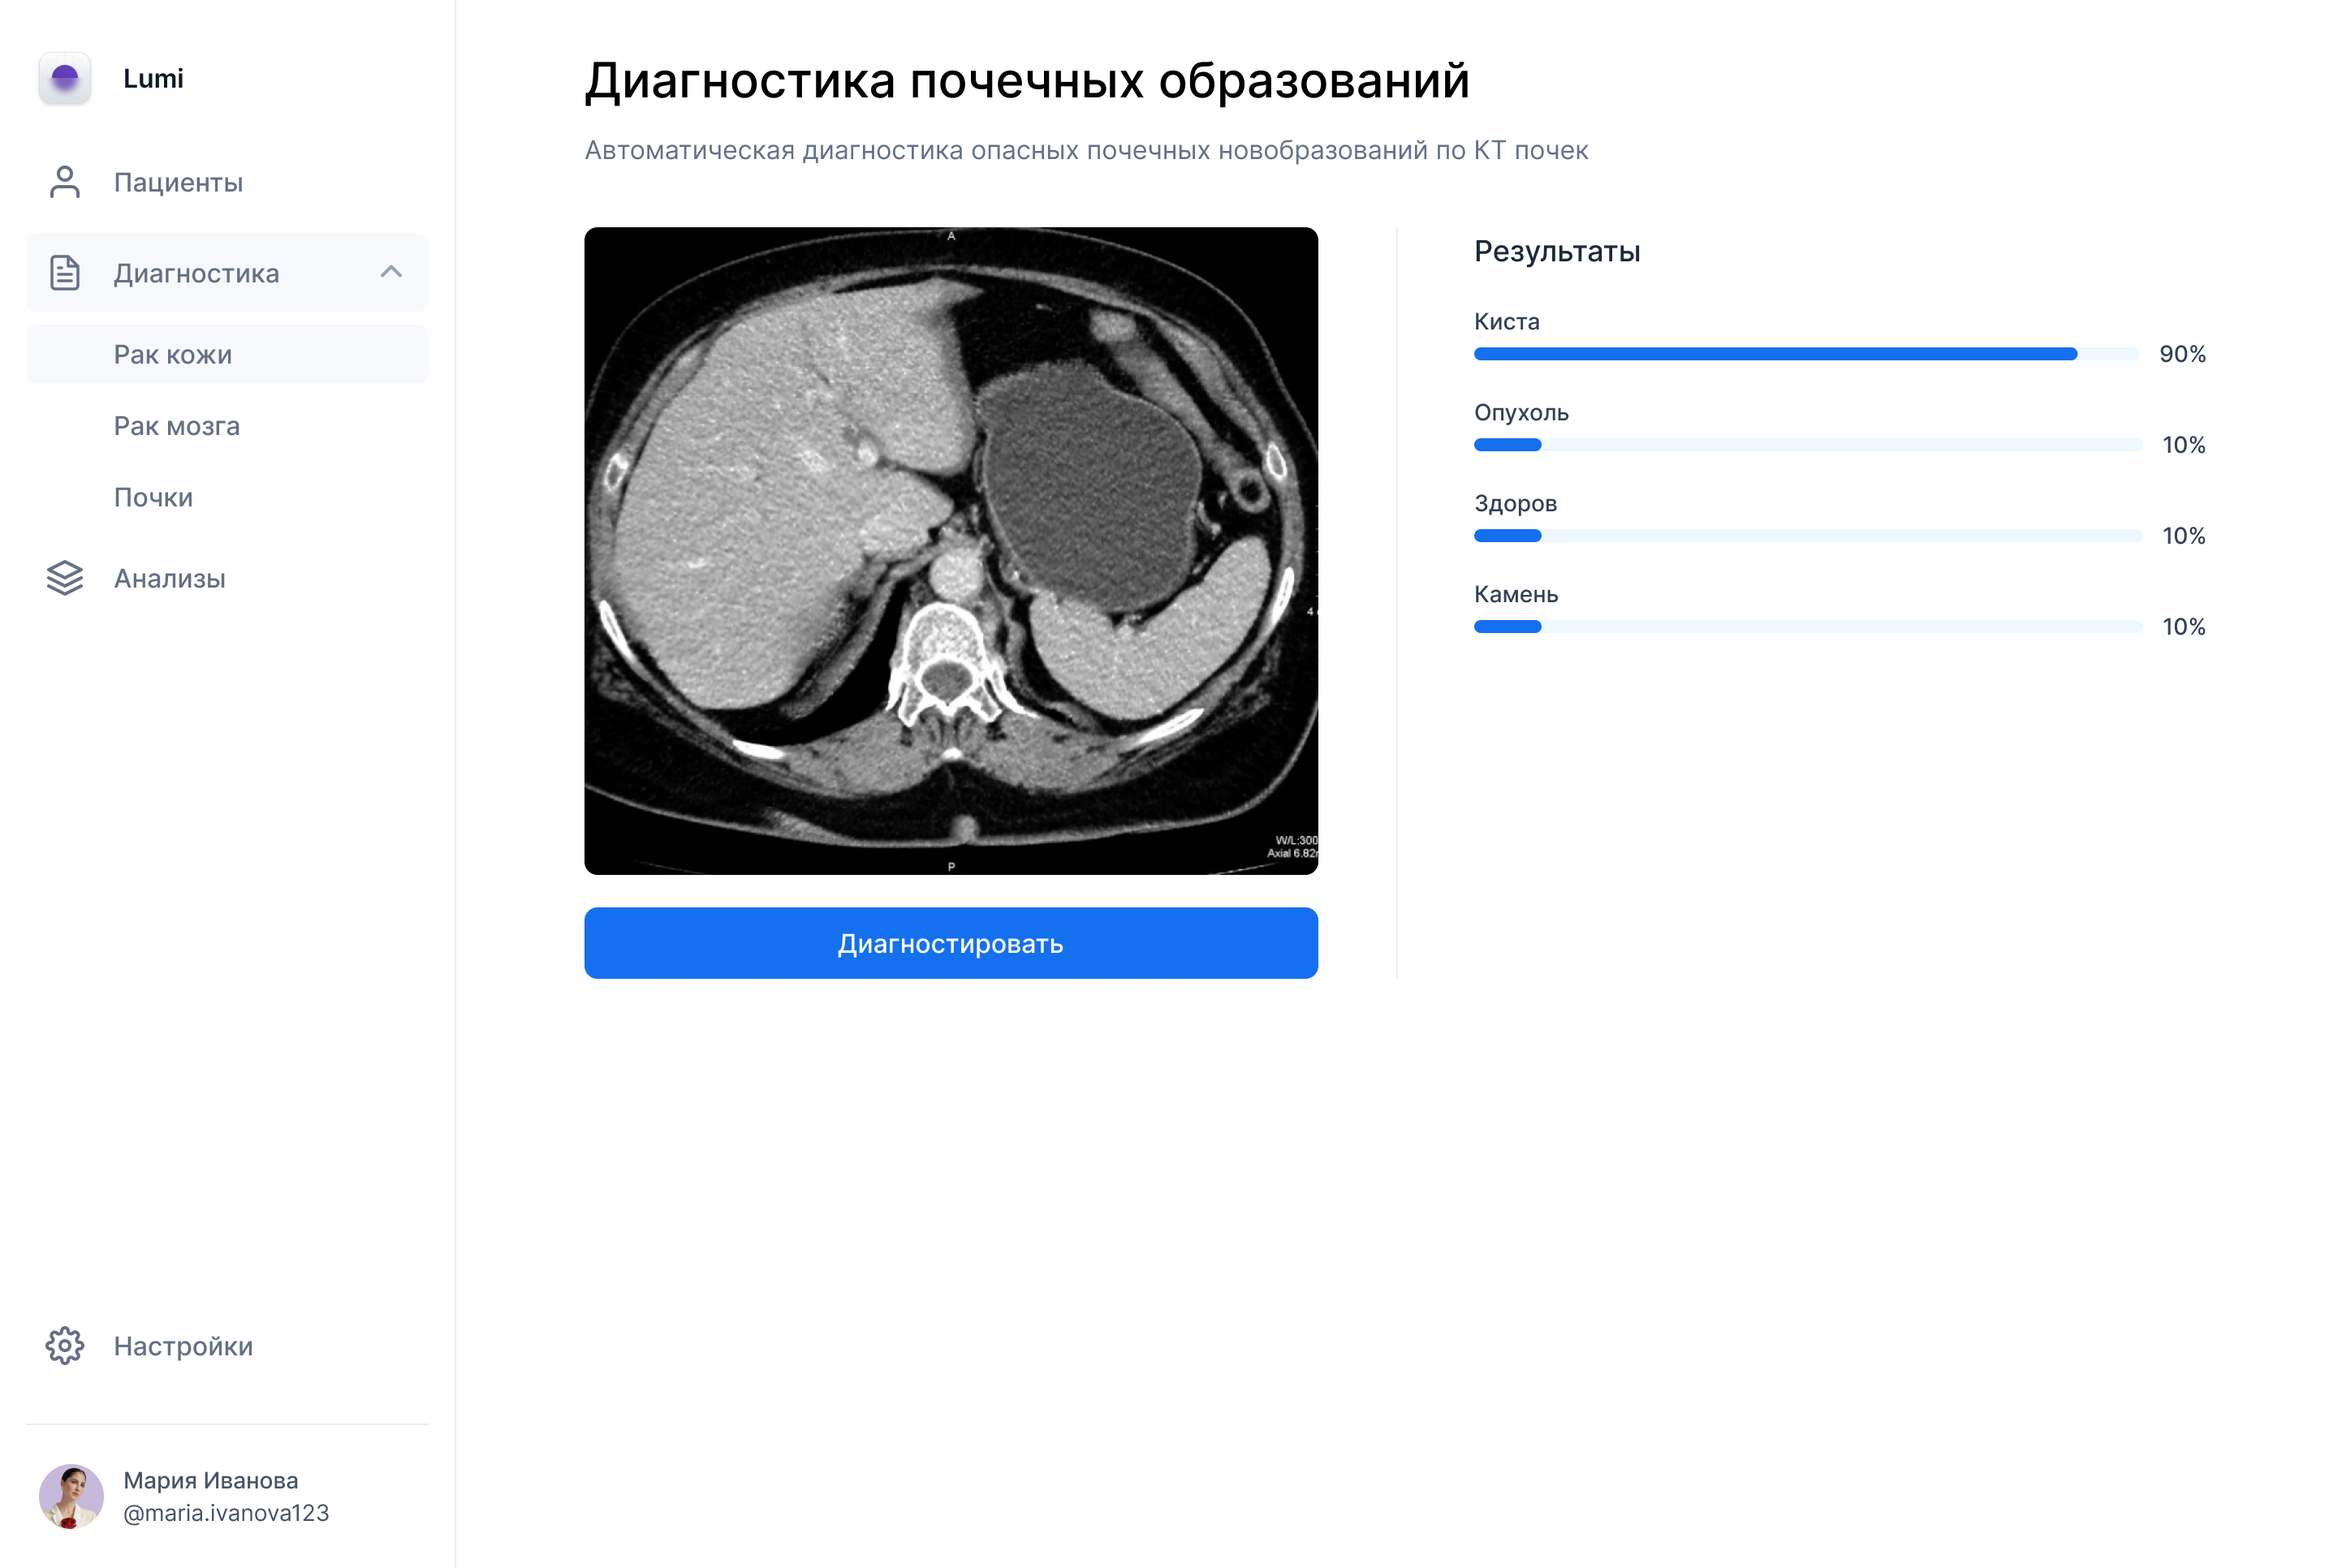 Lumi
Пациенты
Диагностика
Рак кожи
Рак мозга
Почки
Анализы
Настройки
Мария Иванова
@maria.ivanova123
Диагностика почечных образований
Автоматическая диагностика опасных почечных новобразований по КТ почек
A
4
W/L:300
Axial 6.82
P
Диагностировать
Результаты
Киста
90%
Опухоль
10%
Здоров
10%
Камень
10%